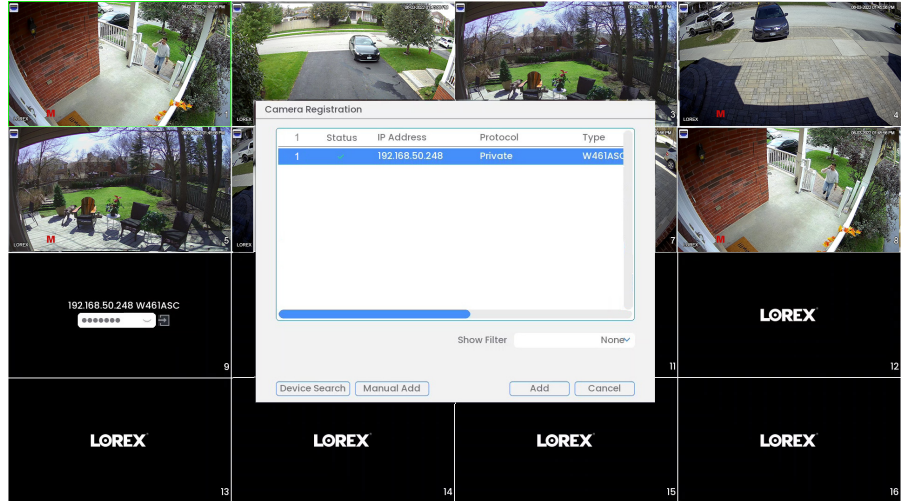 LOREX
M
3
4
Camera Registration
1 Status IP Address Protocol Type
1 192.168.50.248 Private W461ASC
LOREX
M
5
LOREX
7
LOREX
M
8
192.168.50.248 W461ASC
9
Show Filter None
11
LOREX
12
Device Search Manual Add Add Cancel
LOREX
13
LOREX
14
LOREX
15
LOREX
16